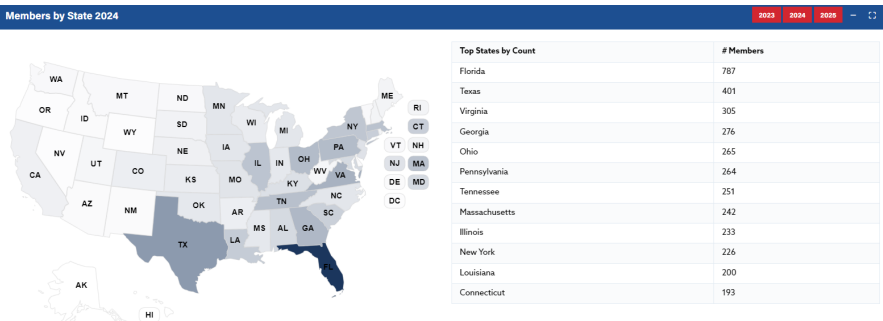 Members by State 2024
2023 2024 2025
WA
MT
ND
MN
ME
OR
ID
WY
SD
WI
MI
NY
RI
CT
VT NH
NJ MA
DE MD
DC
NV
UT
CO
NE
IA
IL
IN
OH
PA
WV
VA
CA
KS
MO
KY
NC
AZ
NM
OK
AR
TN
SC
TX
LA
MS
AL
GA
FL
AK
HI
Top States by Count # Members
Florida 787
Texas 401
Virginia 305
Georgia 276
Ohio 265
Pennsylvania 264
Tennessee 251
Massachusetts 242
Illinois 233
New York 226
Louisiana 200
Connecticut 193